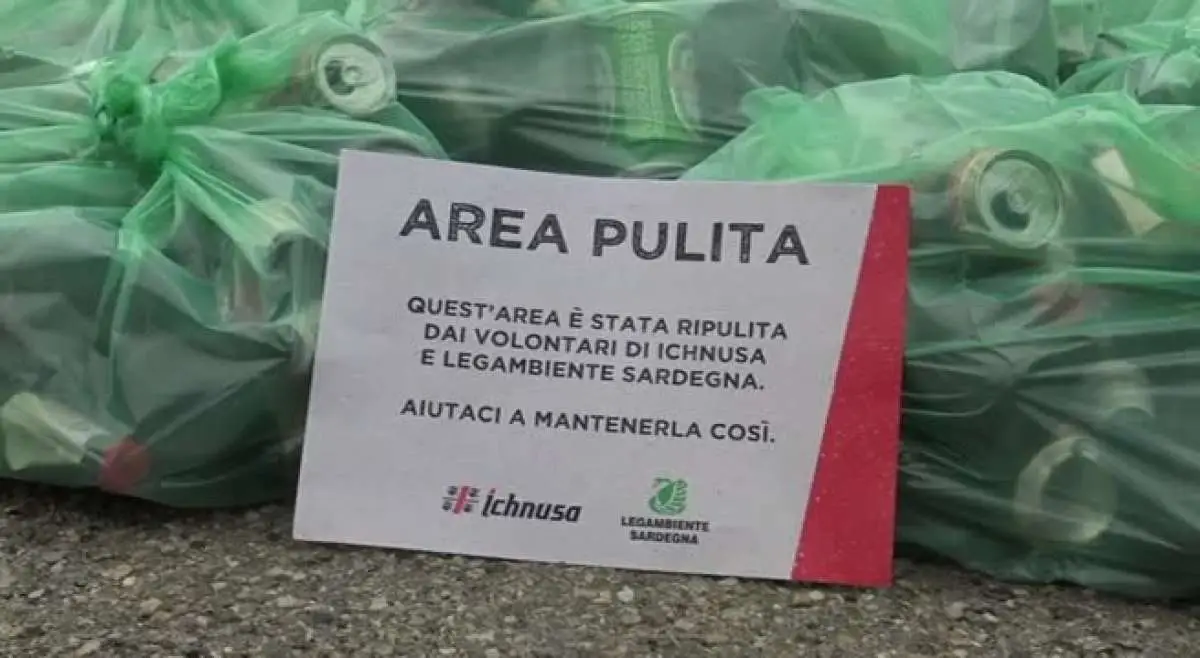 AREA PULITA
QUEST'AREA È STATA RIPULITA
DAI VOLONTARI DI ICHNUSA
E LEGAMBIENTE SARDEGNA.
AIUTACI A MANTENERLA COSÌ.
ichnusa
LEGAMBIENTE
SARDEGNA